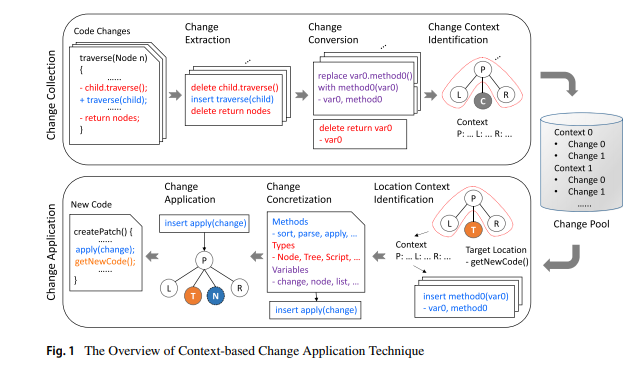 Change Collection
Code Changes
traverse(Node n)
{
......
- child.traverse();
+ traverse(child);
......
- return nodes;
}
Change
Extraction
...
delete child.traverse()
insert traverse(child)
delete return nodes
Change
Conversion
...
replace var0.method0()
with method0(var0)
- var0, method0
delete return var0
- var0
Change Context
Identification
...
P
L
C
R
Context
P: ... L: ... R: ...
Context 0
• Change 0
• Change 1
Context 1
• Change 0
• Change 1
......
Change Pool
Change Application
New Code
createPatch() {
......
apply(change);
getNewCode();
......
}
Change
Application
insert apply(change)
P
L
T
N
R
Change
Concretization
Methods
- sort, parse, apply, ...
Types
- Node, Tree, Script, ...
Variables
- change, node, list, ...
insert apply(change)
Location Context
Identification
P
L
T
R
Context
P: ... L: ... R: ...
Target Location
- getNewCode()
insert method0(var0)
- var0, method0
Fig. 1 The Overview of Context-based Change Application Technique